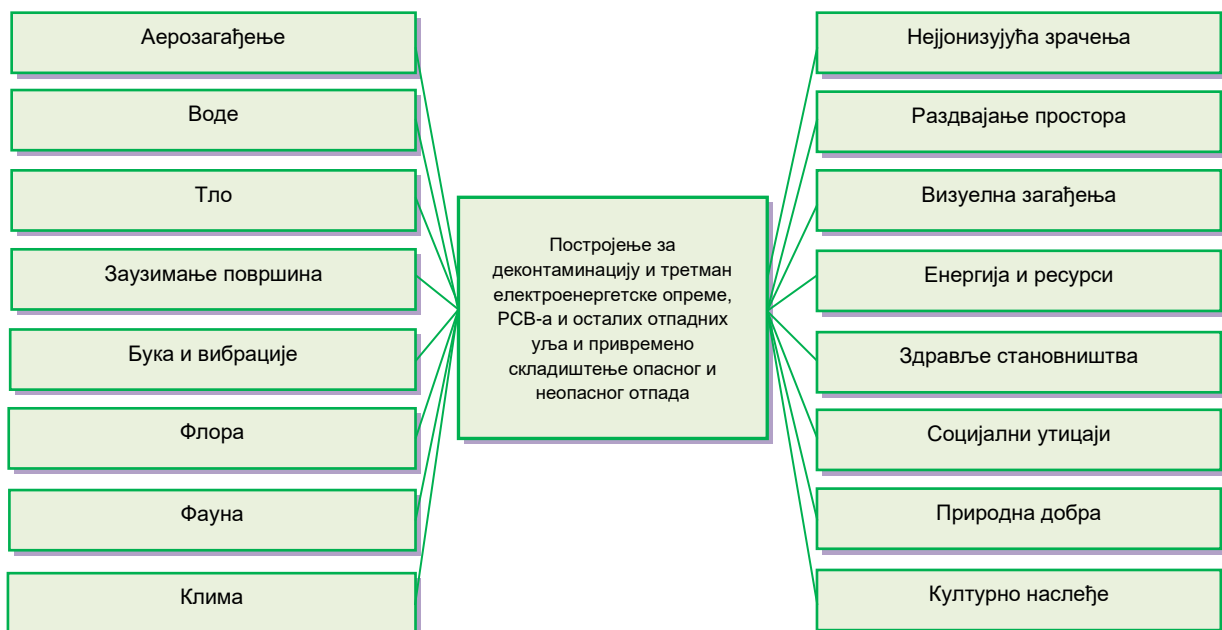 Аерозагађење
Воде
Тло
Заузимање површина
Бука и вибрације
Флора
Фауна
Клима
Постројење за
деконтаминацију и третман
електроенергетске опреме,
РСВ-а и осталих отпадних
уља и привремено
складиштење опасног и
неопасног отпада
Нејјонизујућа зрачења
Раздвајање простора
Визуелна загађења
Енергија и ресурси
Здравље становништва
Социјални утицаји
Природна добра
Културно наслеђе